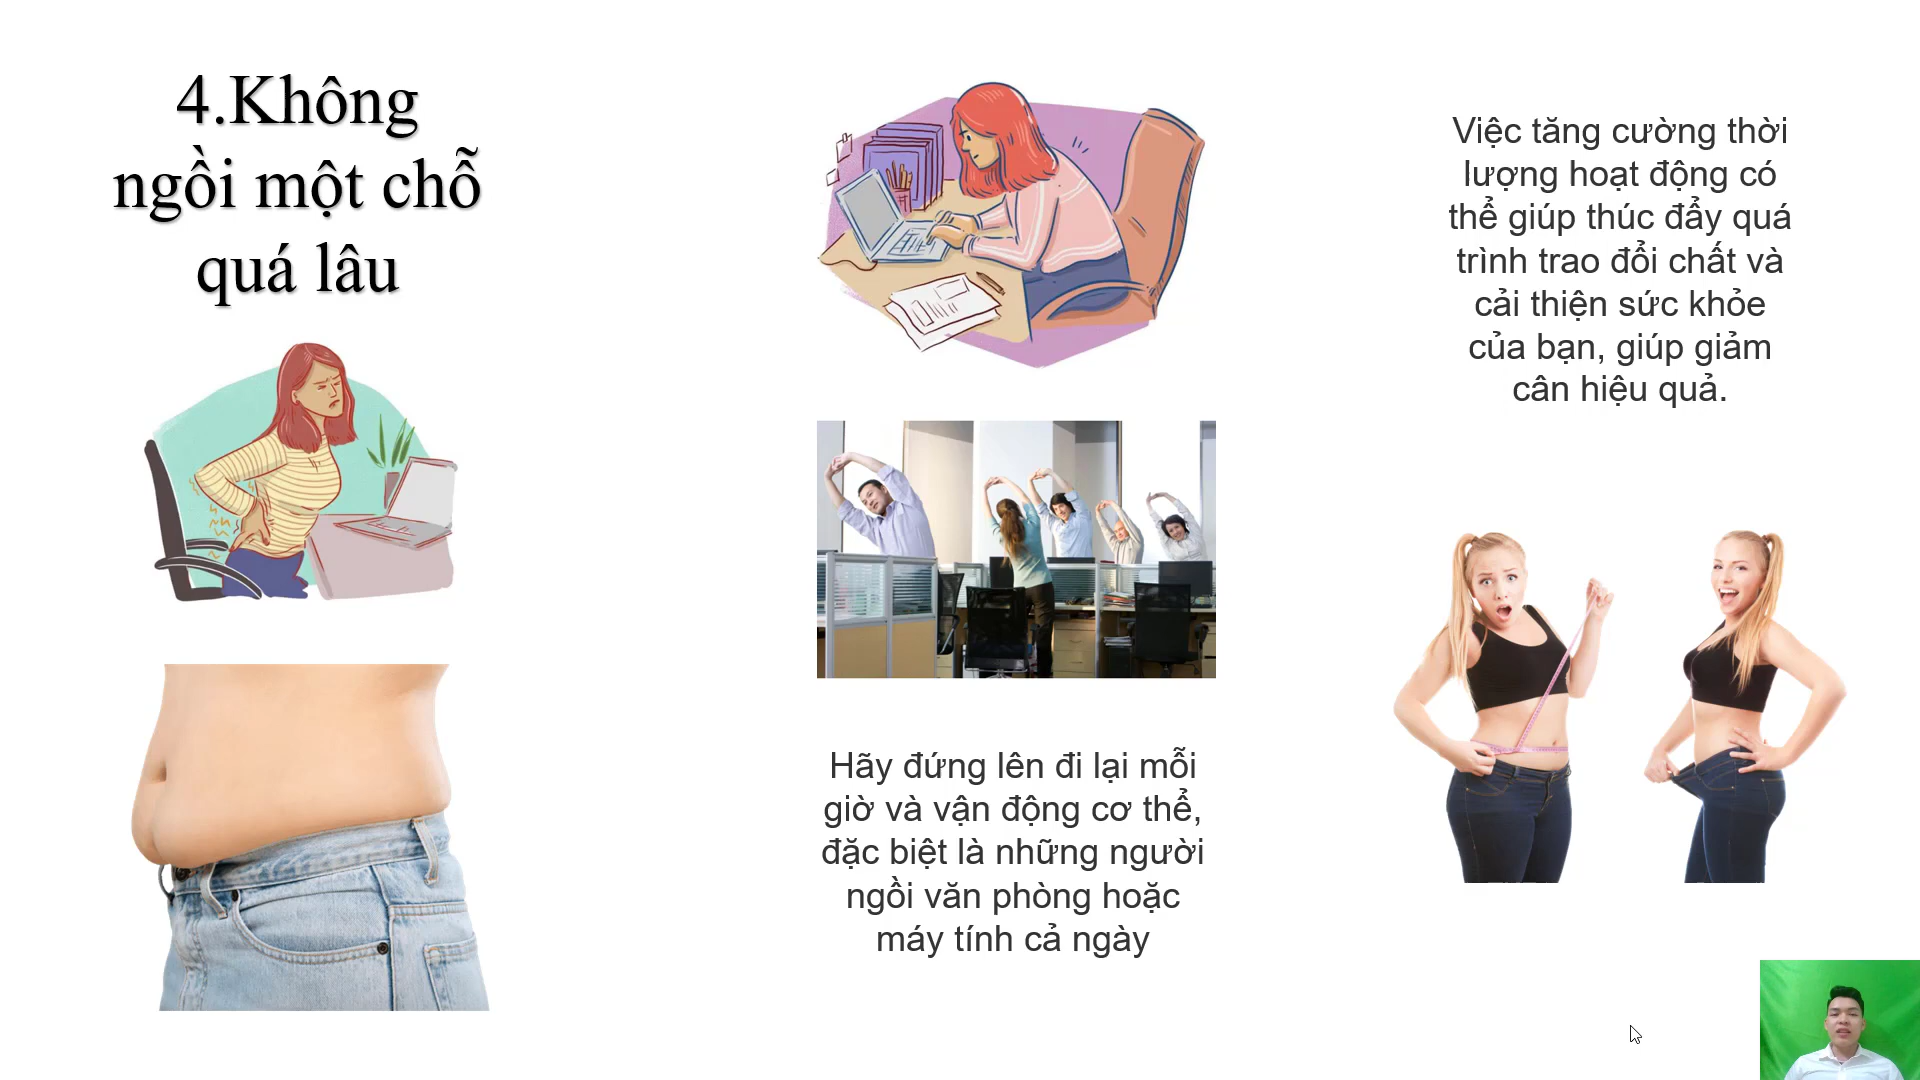 4.Không
ngồi một chỗ
quá lâu
Hãy đứng lên đi lại mỗi
giờ và vận động cơ thể,
đặc biệt là những người
ngồi văn phòng hoặc
máy tính cả ngày
Việc tăng cường thời
lượng hoạt động có
thể giúp thúc đẩy quá
trình trao đổi chất và
cải thiện sức khỏe
của bạn, giúp giảm
cân hiệu quả.